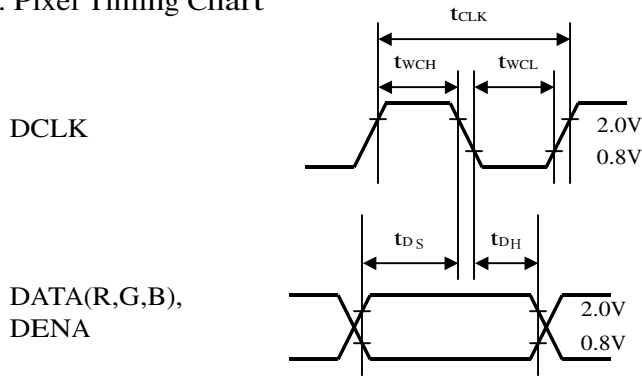 . Pixel Timing Chart
tCLK
tWCH tWCL
DCLK
2.0V
0.8V
tDS tDH
DATA(R,G,B),
DENA
2.0V
0.8V